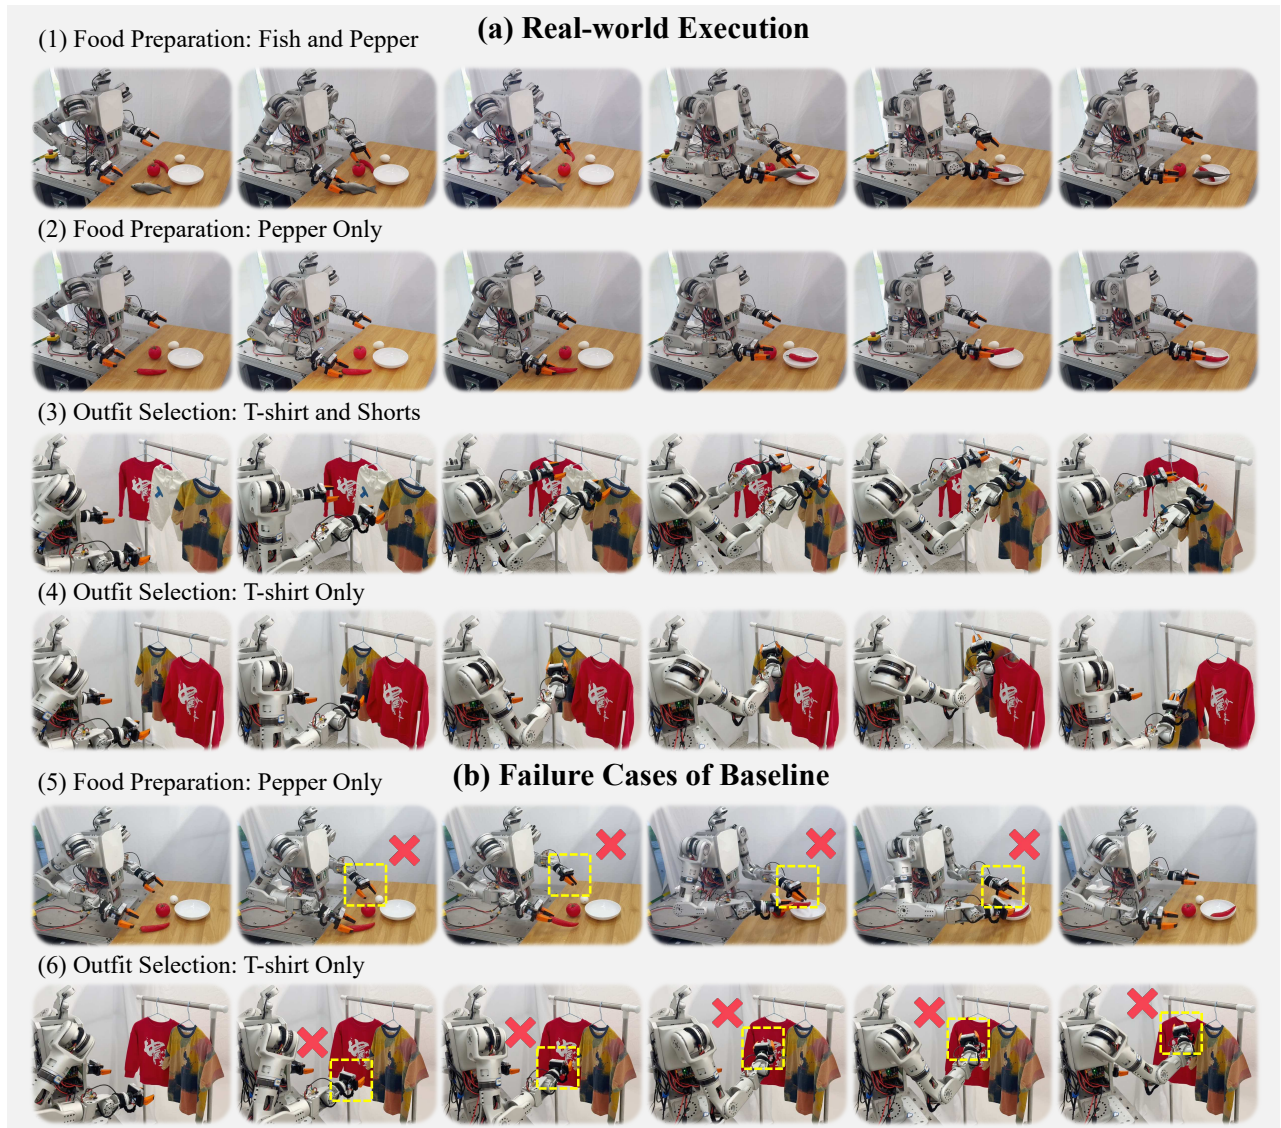 (a) Real-world Execution
(1) Food Preparation: Fish and Pepper
(2) Food Preparation: Pepper Only
(3) Outfit Selection: T-shirt and Shorts
(4) Outfit Selection: T-shirt Only
(b) Failure Cases of Baseline
(5) Food Preparation: Pepper Only
(6) Outfit Selection: T-shirt Only